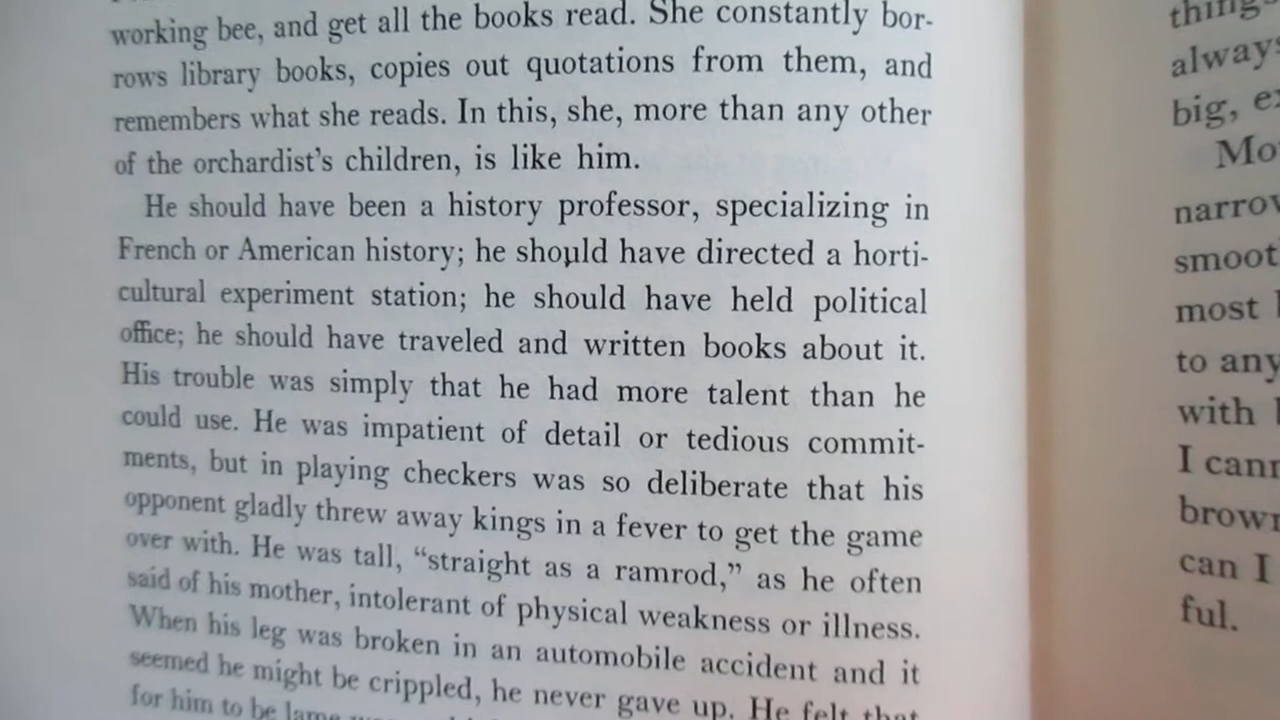 working bee, and get all the books read. She constantly bor-
rows library books, copies out quotations from them, and
remembers what she reads. In this, she, more than any other
of the orchardist's children, is like him.
He should have been a history professor, specializing in
French or American history; he should have directed a horti-
cultural experiment station; he should have held political
office; he should have traveled and written books about it.
His trouble was simply that he had more talent than he
could use. He was impatient of detail or tedious commit-
ments, but in playing checkers was so deliberate that his
opponent gladly threw away kings in a fever to get the game
over with. He was tall, “straight as a ramrod,” as he often
said of his mother, intolerant of physical weakness or illness.
When his leg was broken in an automobile accident and it
seemed he might be crippled, he never gave up. He felt that
for him to be lame
things
always
big,
narrow
smoot
most
to any
with
I
brown
can I
ful.